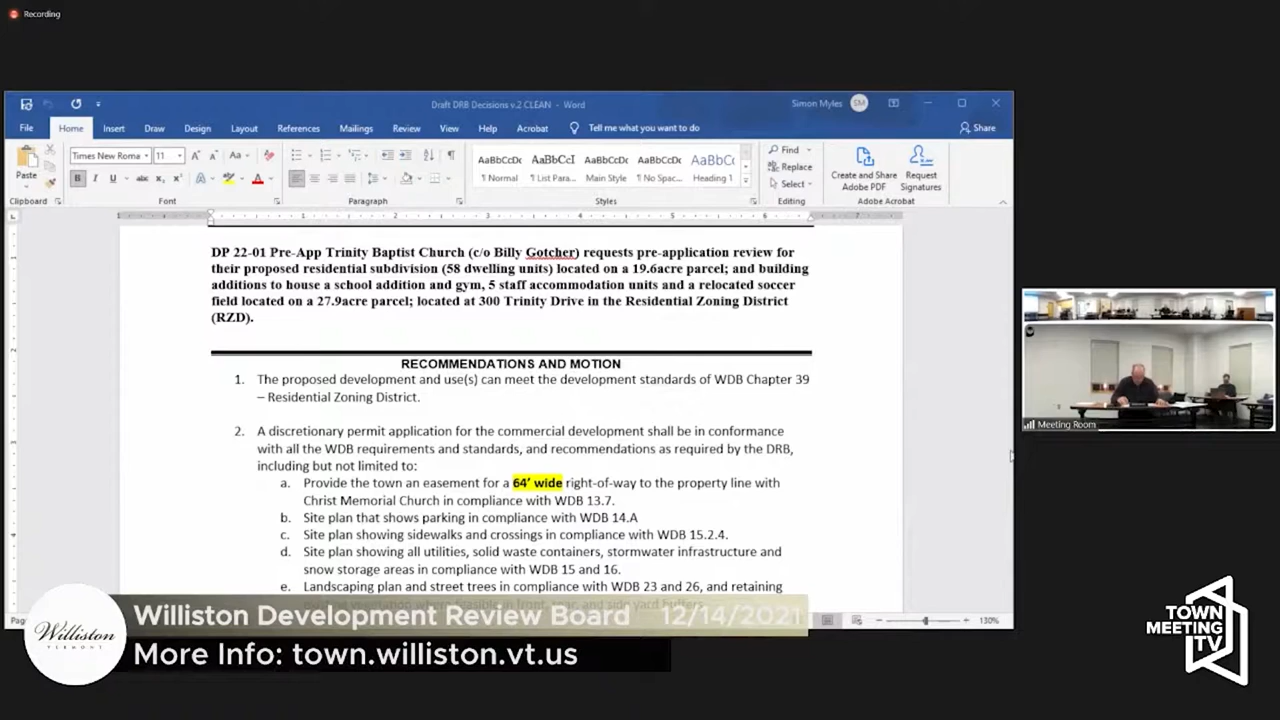 Recording
Draft DRB Decisions v.2 CLEAN - Word
Simon Myles
SM
File Home Insert Draw Design Layout References Mailings Review View Help Acrobat Tell me what you want to do
Share
Paste
Times New Roma
11
Find
Replace
Select
AaBbCcDc AaBbCcI AaBbCcDc AaBbCcDc AaBbCc
¶ Normal ¶ List Para... Main Style ¶ No Spac... Heading 1
Create and Share Adobe PDF
Request Signatures
Clipboard Font Paragraph Styles Editing Adobe Acrobat
DP 22-01 Pre-App Trinity Baptist Church (c/o Billy Gotcher) requests pre-application review for
their proposed residential subdivision (58 dwelling units) located on a 19.6acre parcel; and building
additions to house a school addition and gym, 5 staff accommodation units and a relocated soccer
field located on a 27.9acre parcel; located at 300 Trinity Drive in the Residential Zoning District
(RZD).
RECOMMENDATIONS AND MOTION
1. The proposed development and use(s) can meet the development standards of WDB Chapter 39
– Residential Zoning District.
2. A discretionary permit application for the commercial development shall be in conformance
with all the WDB requirements and standards, and recommendations as required by the DRB,
including but not limited to:
a. Provide the town an easement for a 64’ wide right-of-way to the property line with
Christ Memorial Church in compliance with WDB 13.7.
b. Site plan that shows parking in compliance with WDB 14.A
c. Site plan showing sidewalks and crossings in compliance with WDB 15.2.4.
d. Site plan showing all utilities, solid waste containers, stormwater infrastructure and
snow storage areas in compliance with WDB 15 and 16.
e. Landscaping plan and street trees in compliance with WDB 23 and 26, and retaining
130%
Meeting Room
Williston
VERMONT
Williston Development Review Board 12/14/2021
More Info: town.williston.vt.us
TOWN
MEETING
TV